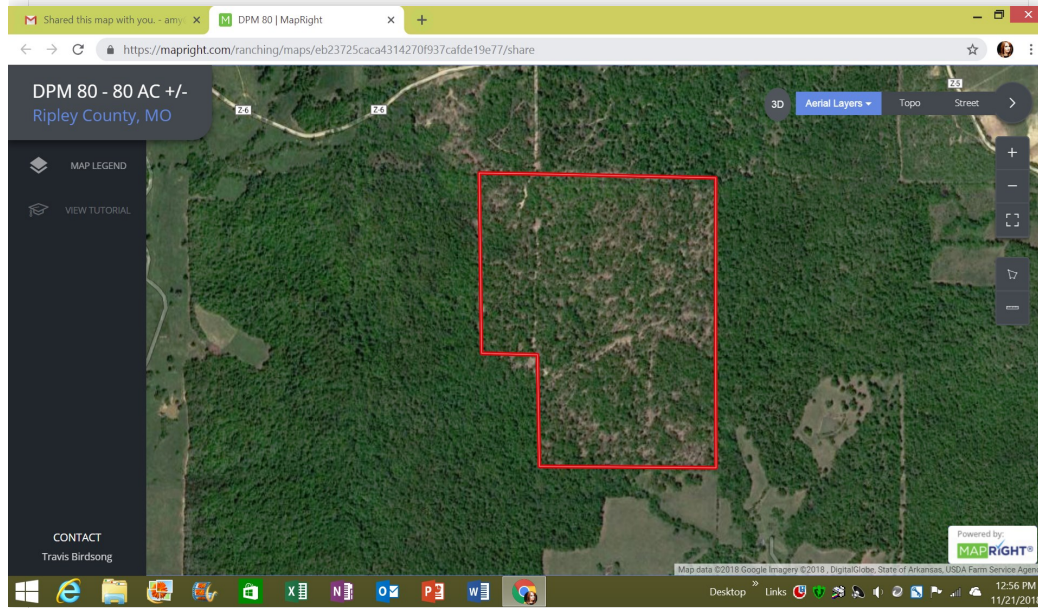 Shared this map with you. - amy
DPM 80 | MapRight
https://mapright.com/ranching/maps/eb23725caca4314270f937cafde19e77/share
DPM 80 - 80 AC +/-
Ripley County, MO
Z-6
Z-6
Z-5
3D
Aerial Layers
Topo
Street
MAP LEGEND
VIEW TUTORIAL
CONTACT
Travis Birdsong
Powered by:
MAPRIGHT®
Map data ©2018 Google Imagery ©2018 , DigitalGlobe, State of Arkansas, USDA Farm Service Agen
Desktop
Links
12:56 PM
11/21/2018